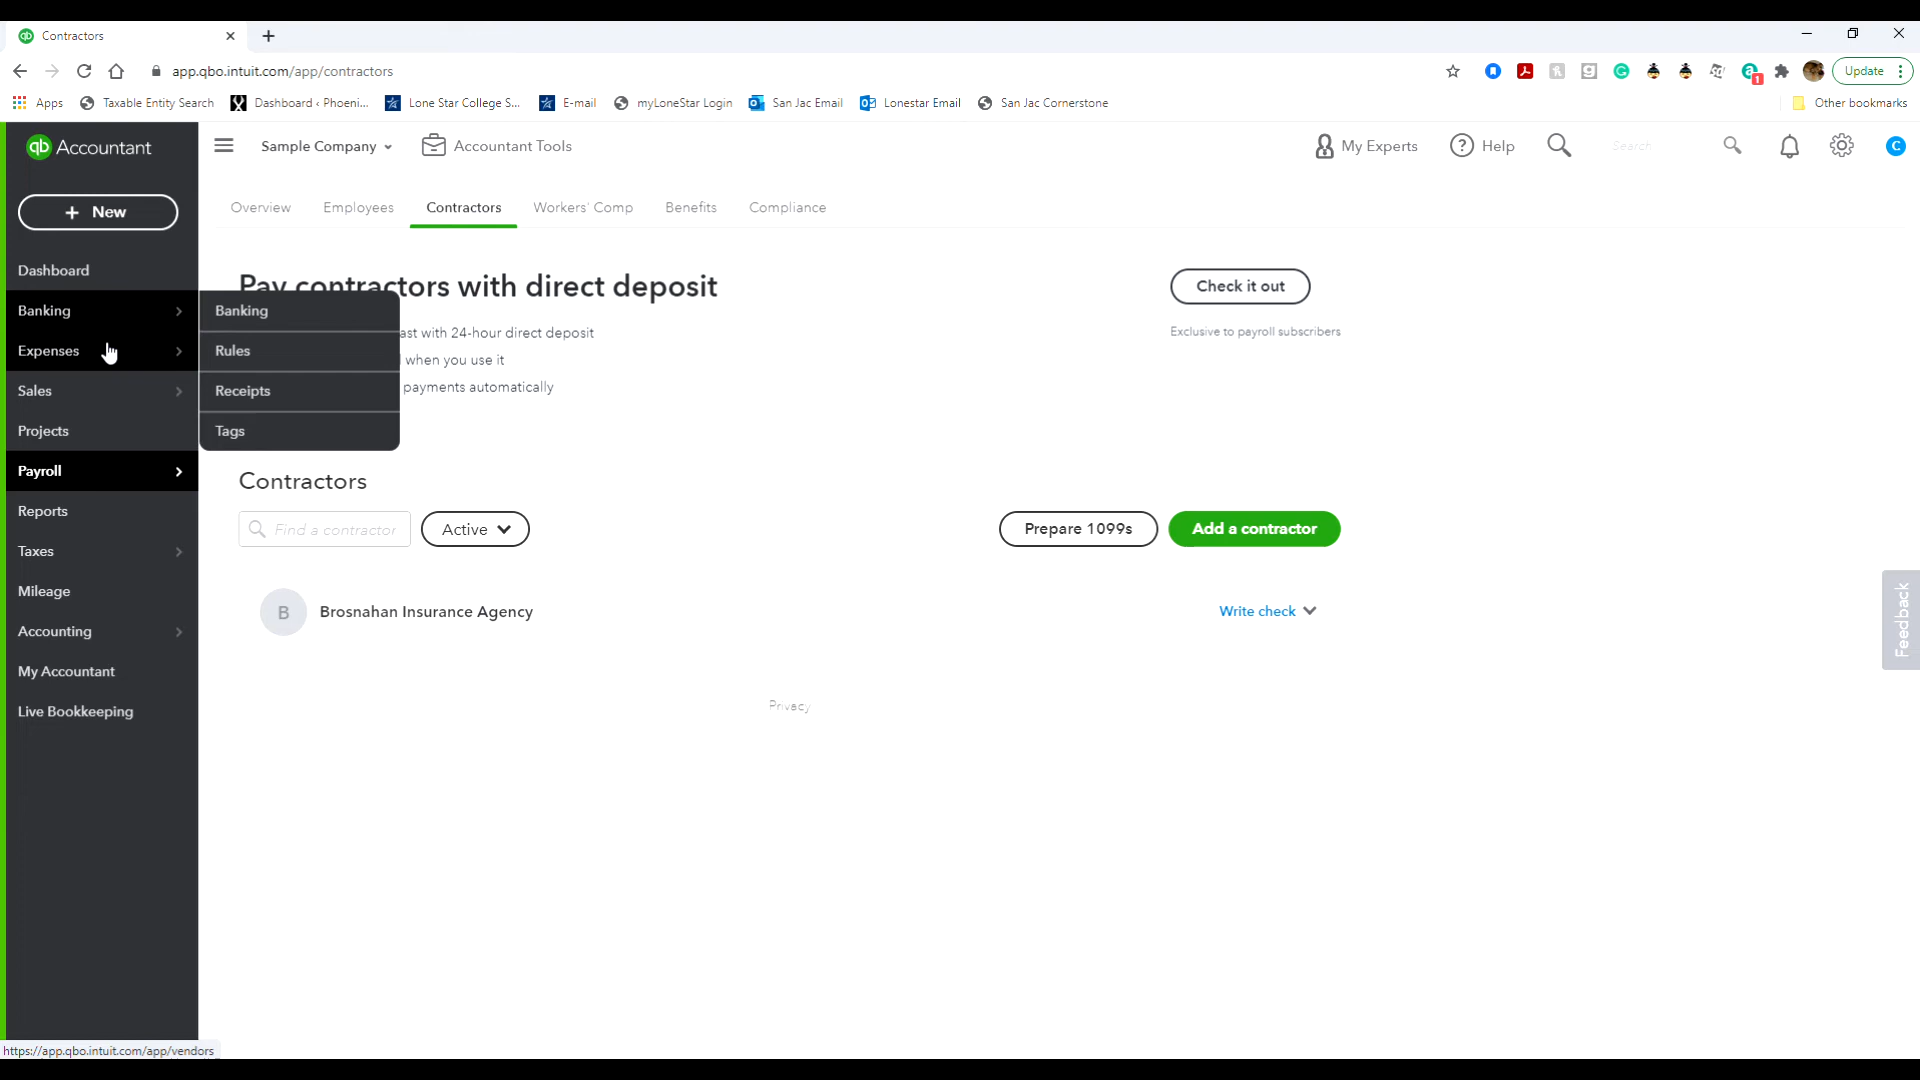 Contractors
app.qbo.intuit.com/app/contractors
Update
Apps
Taxable Entity Search
Dashboard ‹ Phoeni...
Lone Star College S...
E-mail
myLoneStar Login
San Jac Email
Lonestar Email
San Jac Cornerstone
Other bookmarks
qb Accountant
Sample Company
Accountant Tools
My Experts
Help
Search
C
+ New
Overview
Employees
Contractors
Workers' Comp
Benefits
Compliance
Dashboard
Banking
Expenses
Sales
Projects
Payroll
Reports
Taxes
Mileage
Accounting
My Accountant
Live Bookkeeping
Banking
Rules
Receipts
Tags
Pay contractors with direct deposit
ast with 24-hour direct deposit
when you use it
payments automatically
Check it out
Exclusive to payroll subscribers
Contractors
Find a contractor
Active
Prepare 1099s
Add a contractor
B
Brosnahan Insurance Agency
Write check
Privacy
Feedback
https://app.qbo.intuit.com/app/vendors